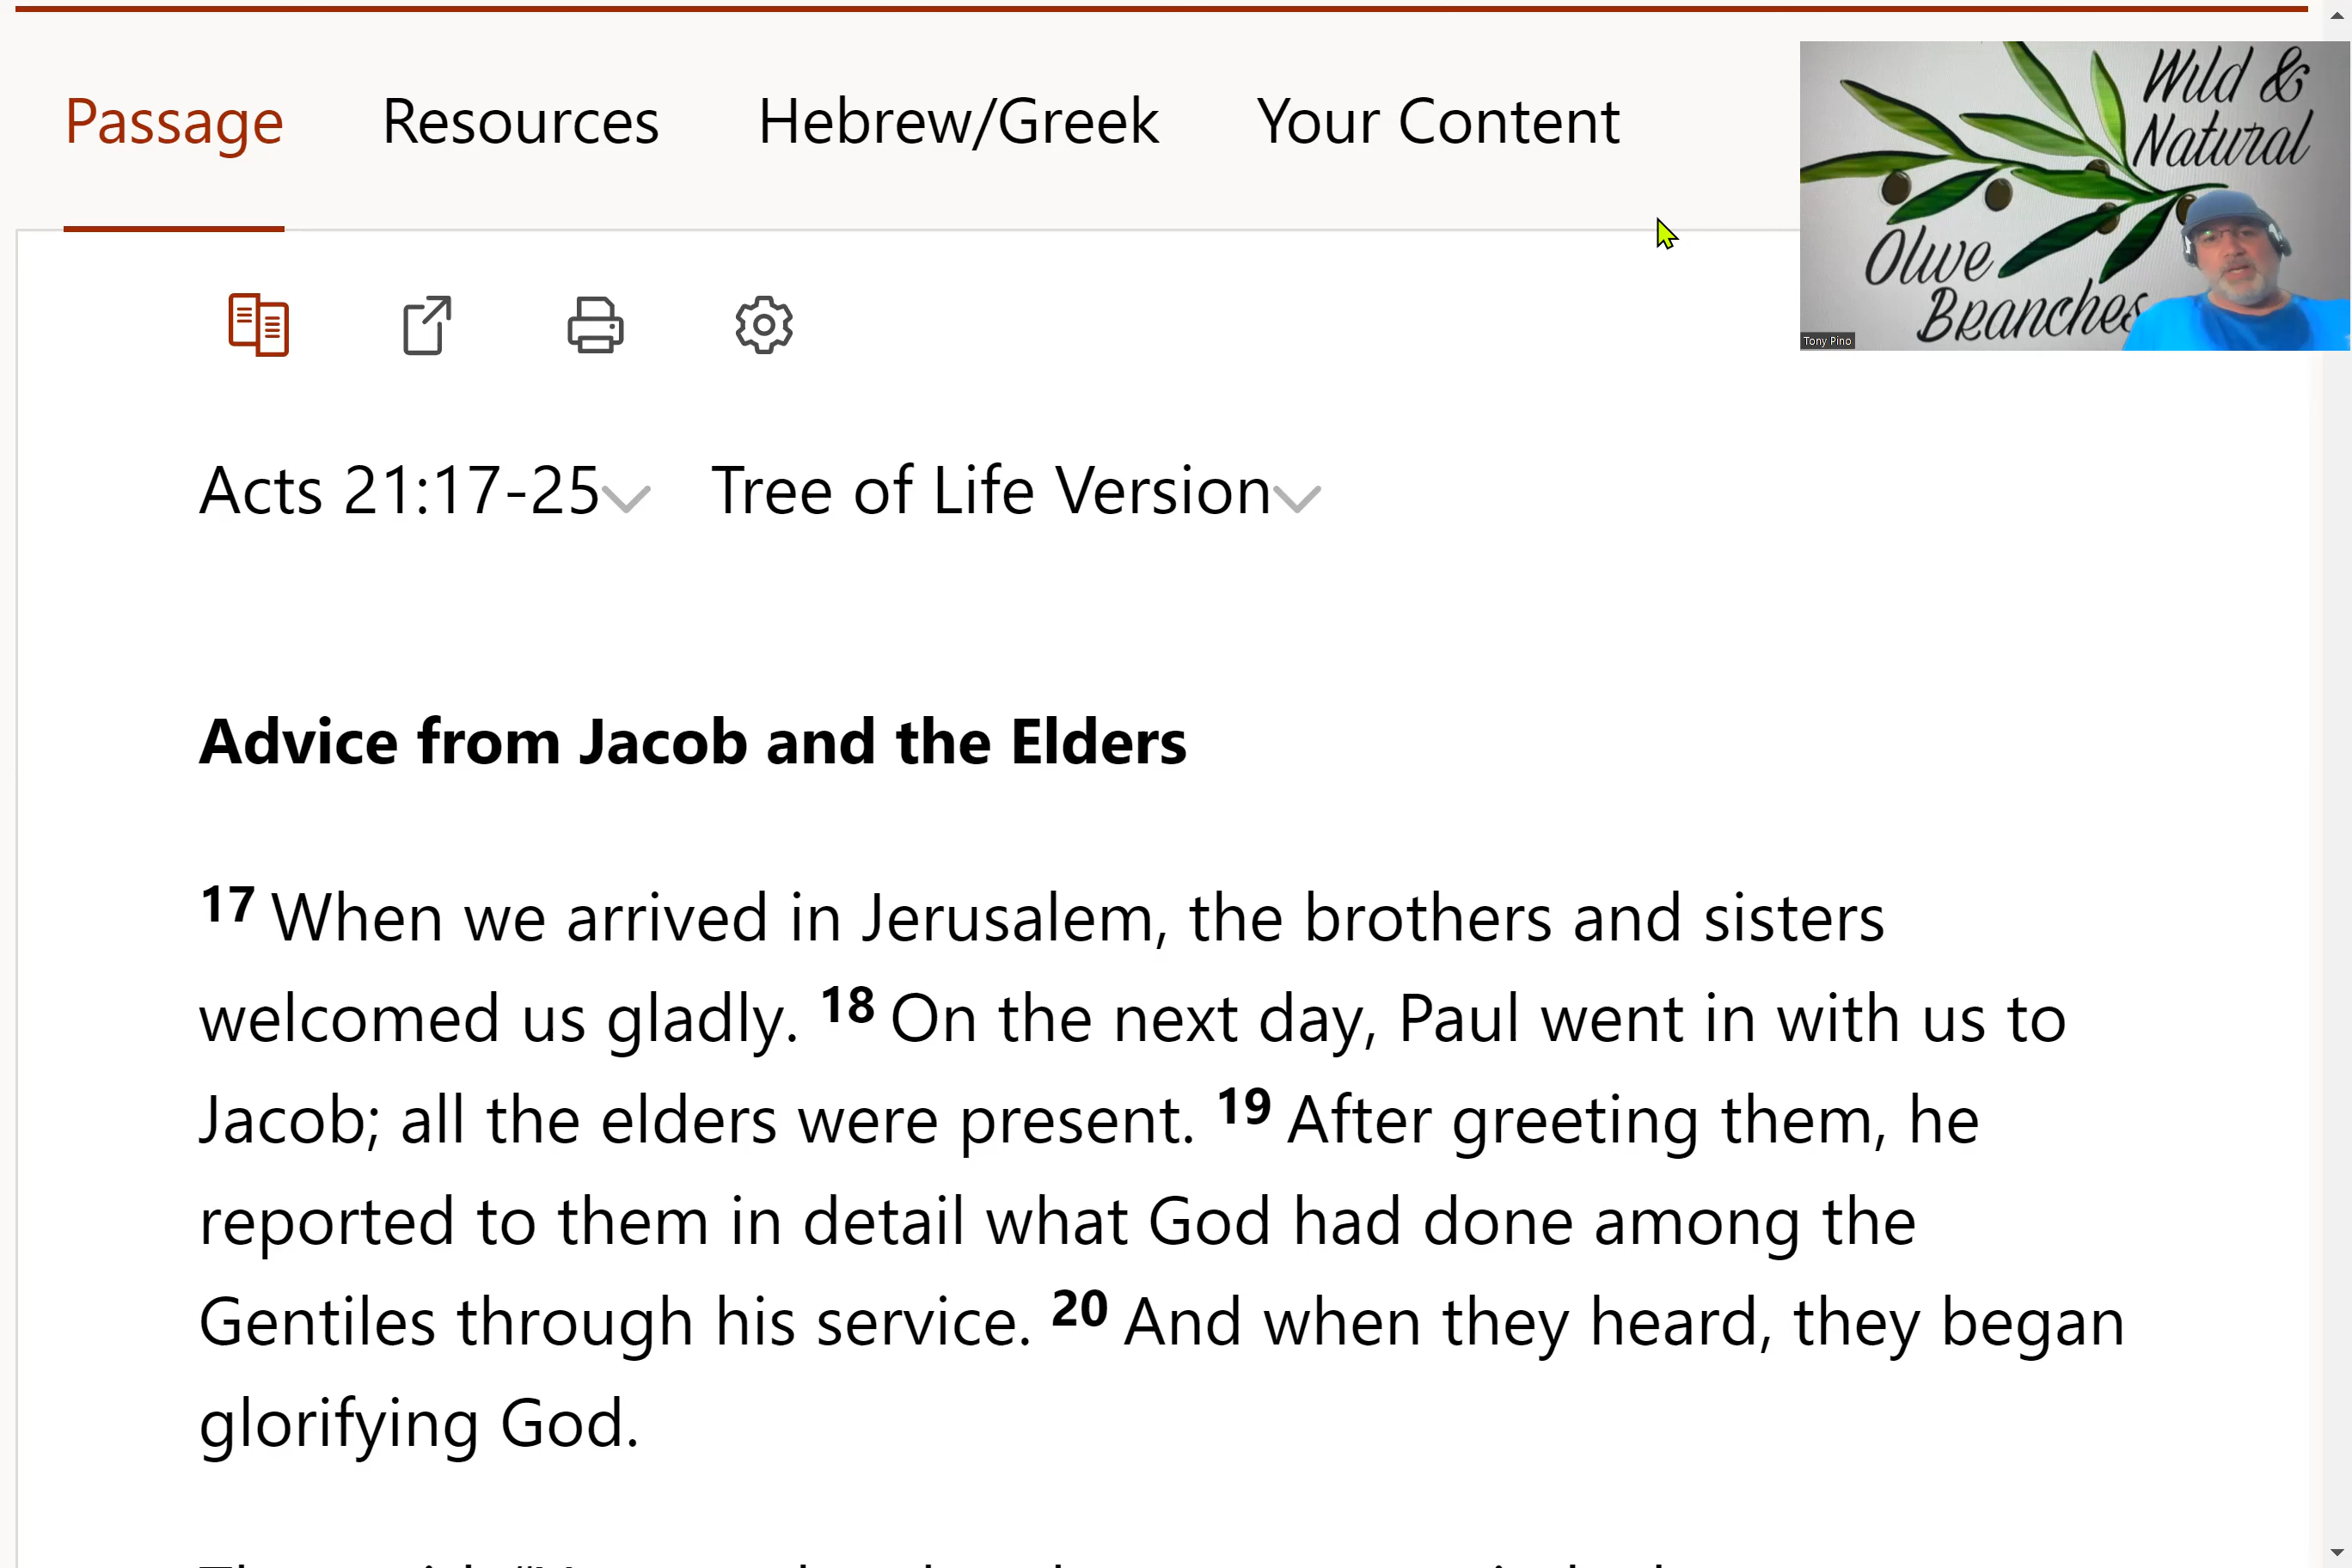 Passage Resources Hebrew/Greek Your Content
Wild &
Natural
Olive
Branches
Tony Pino
Acts 21:17-25 Tree of Life Version
Advice from Jacob and the Elders
17 When we arrived in Jerusalem, the brothers and sisters
welcomed us gladly. 18 On the next day, Paul went in with us to
Jacob; all the elders were present. 19 After greeting them, he
reported to them in detail what God had done among the
Gentiles through his service. 20 And when they heard, they began
glorifying God.